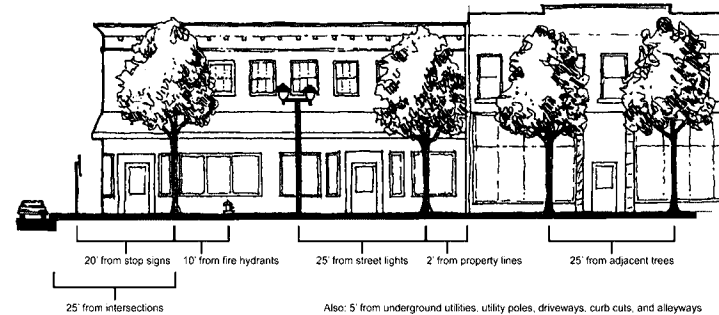 20' from stop signs 10' from fire hydrants 25' from street lights 2' from property lines 25' from adjacent trees
25' from intersections Also: 5' from underground utilities, utility poles, driveways, curb cuts, and alleyways